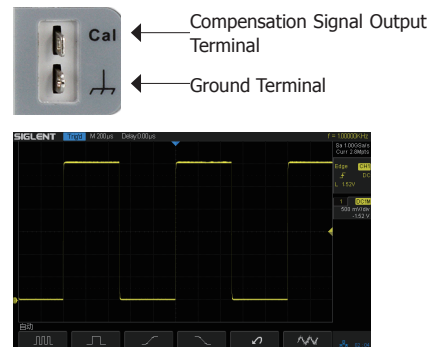 Cal
Compensation Signal Output
Terminal
Ground Terminal
SIGLENT Trig'd M 200μs Delay:0.00μs f = 1.00000KHz
Sa 1.00GSa/s
Curr 2.8Mpts
Edge CH1
DC
L 1.52V
1 DC1M
500 mV/div
-1.52 V
自动